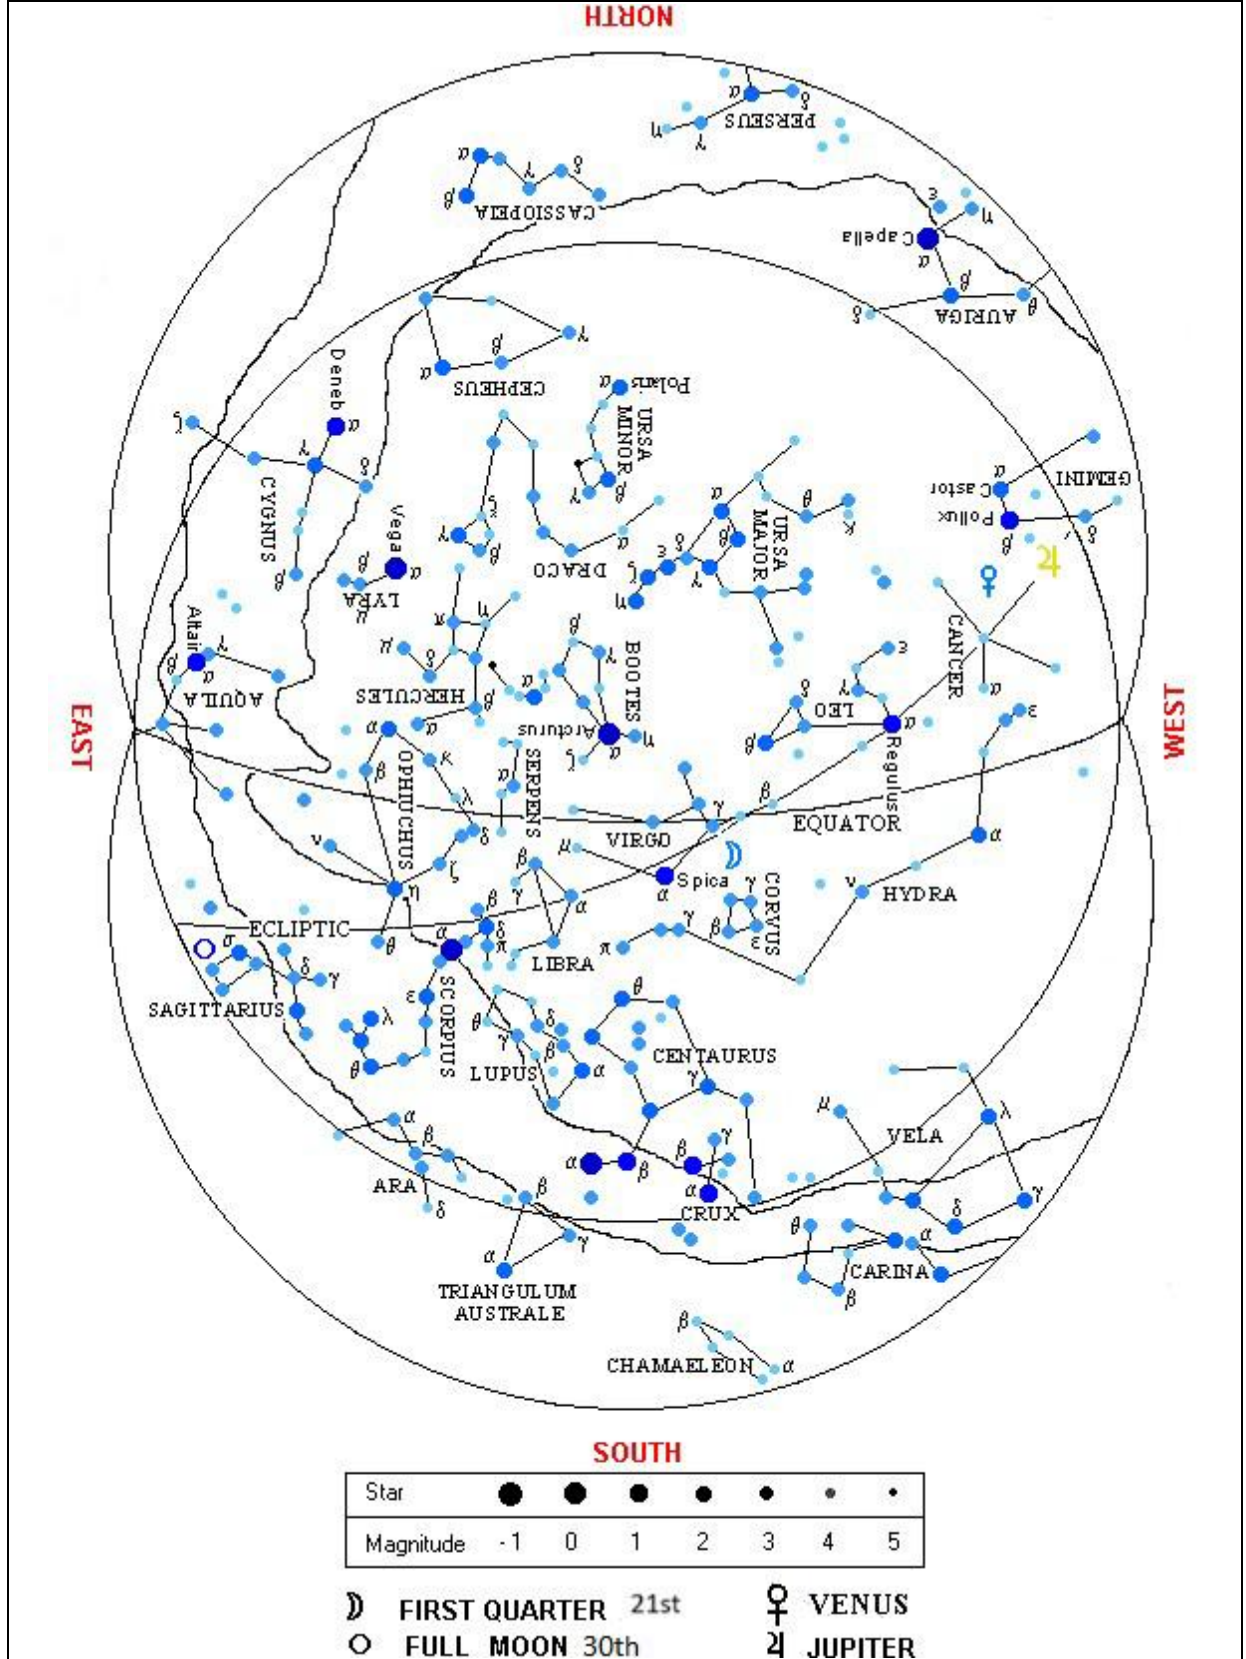 NORTH
α
δ
PERSEUS
η
γ
α
γ
δ
β
CASSIOPEIA
ε
η
Capella
α
β
θ
δ
AURIGA
γ
β
α
CEPHEUS
α Polaris
URSA
MINOR
β
γ
Deneb
α
ζ
γ
δ
CYGNUS
β
ξ
γ
β
α
DRACO
α
θ
κ
β
URSA
MAJOR
δ
ε
ζ
γ
η
α
Castor
GEMINI
Pollux
β
δ
Vega
α
β
LYRA
μ
Altair
γ
β
α
AQUILA
π
η
μ
δ
HERCULES
β
α
α
β
γ
BOOTES
Arcturus
η
α
ζ
ε
γ
δ
LEO
β
α
Regulus
CANCER
α
ε
EAST
WEST
α
β
κ
OPHIUCHUS
λ
δ
ζ
ν
η
θ
α
SERPENS
VIRGO
γ
β
EQUATOR
μ
Spica
α
α
ν
HYDRA
β
γ
α
LIBRA
γ
CORVUS
β
ε
γ
π
ECLIPTIC
σ
δ
γ
SAGITTARIUS
α
β
δ
π
ε
SCORPIUS
λ
θ
θ
δ
γ
β
α
LUPUS
θ
CENTAURUS
γ
α
β
β
γ
α
CRUX
μ
VELA
λ
γ
δ
α
β
ARA
δ
β
α
γ
TRIANGULUM
AUSTRALE
θ
α
CARINA
β
β
CHAMAELEON
α
SOUTH
Star
Magnitude -1 0 1 2 3 4 5
FIRST QUARTER 21st
♀ VENUS
FULL MOON 30th
♃ JUPITER